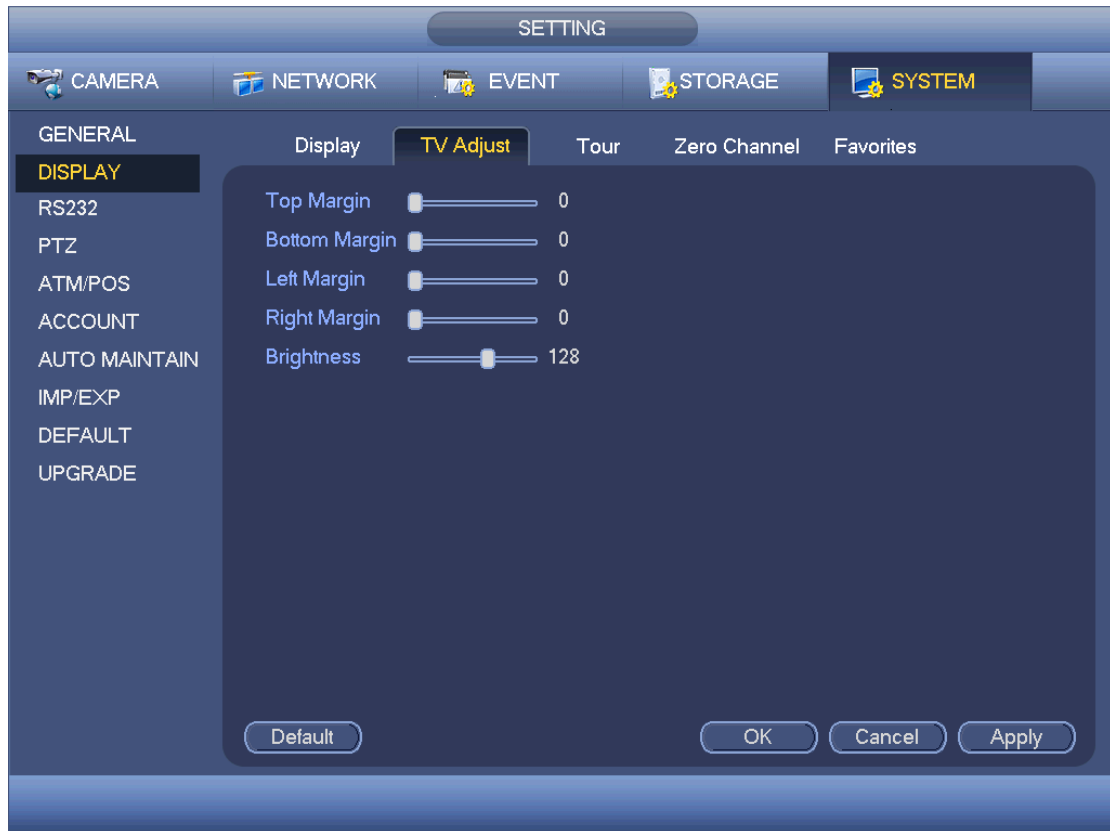 SETTING
CAMERA NETWORK EVENT STORAGE SYSTEM
GENERAL
DISPLAY
RS232
PTZ
ATM/POS
ACCOUNT
AUTO MAINTAIN
IMP/EXP
DEFAULT
UPGRADE
Display TV Adjust Tour Zero Channel Favorites
Top Margin 0
Bottom Margin 0
Left Margin 0
Right Margin 0
Brightness 128
Default OK Cancel Apply